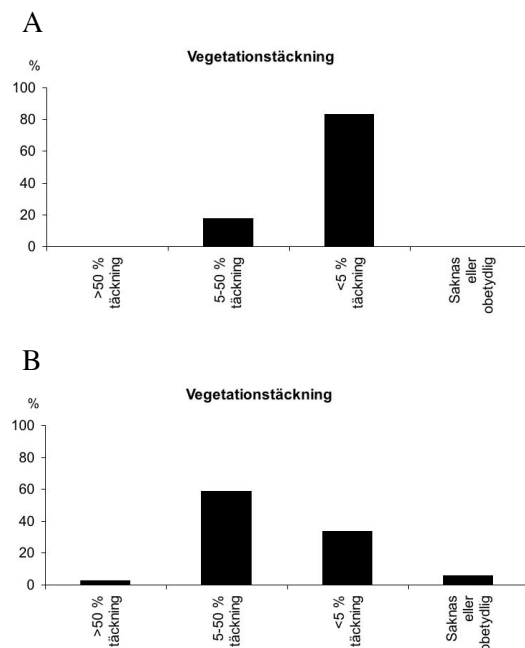 A
Vegetationstäckning
%
100
80
60
40
20
0
>50 %
täckning
5-50 %
täckning
<5 %
täckning
Saknas
eller
obetydlig
B
Vegetationstäckning
%
100
80
60
40
20
0
>50 %
täckning
5-50 %
täckning
<5 %
täckning
Saknas
eller
obetydlig